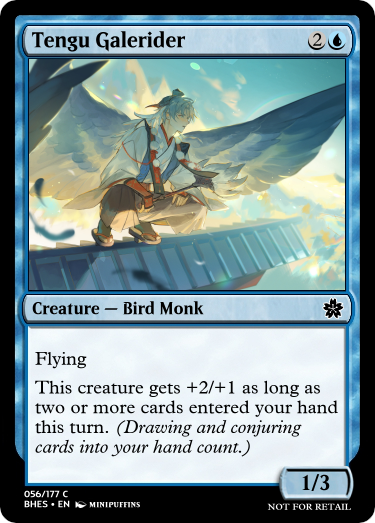 Tengu Galerider 2
Creature — Bird Monk
Flying
This creature gets +2/+1 as long as
two or more cards entered your hand
this turn. (Drawing and conjuring
cards into your hand count.)
1/3
056/177 C
BHES • EN MINIPUFFINS
NOT FOR RETAIL